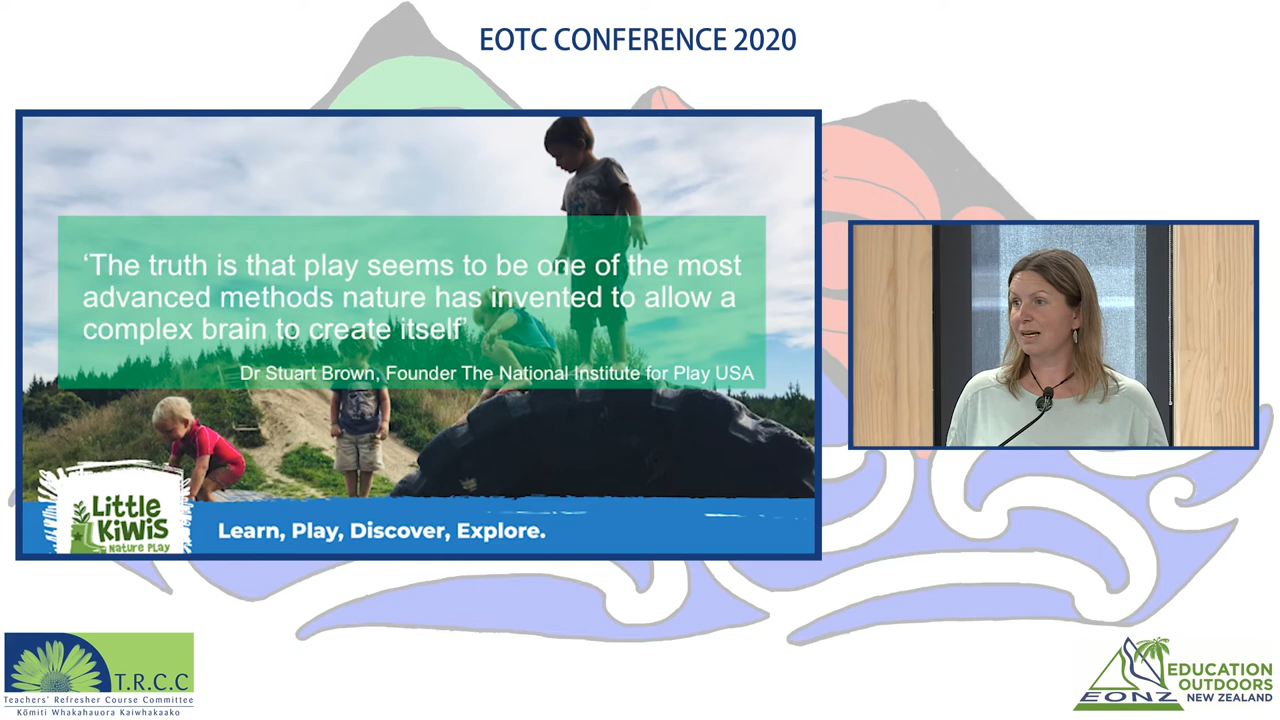 EOTC CONFERENCE 2020
‘The truth is that play seems to be one of the most
advanced methods nature has invented to allow a
complex brain to create itself’
Dr Stuart Brown, Founder The National Institute for Play USA
Little
Kiwis
Nature Play
Learn, Play, Discover, Explore.
T.R.C.C
Teachers' Refresher Course Committee
Kōmiti Whakahauora Kaiwhakaako
EONZ
EDUCATION
OUTDOORS
NEW ZEALAND